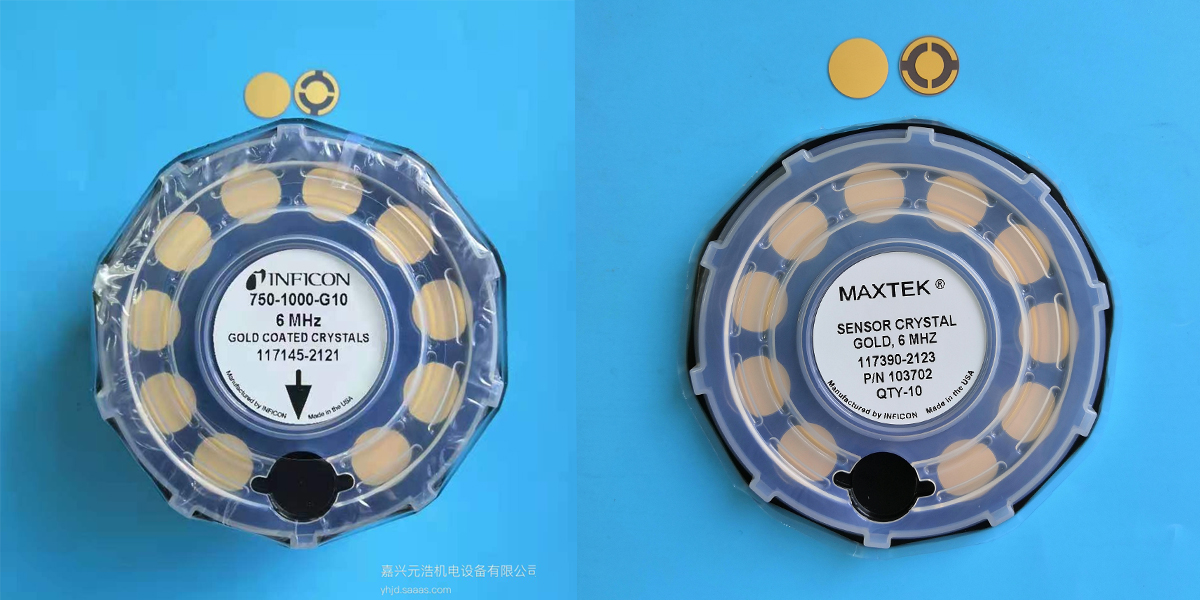 INFICON
750-1000-G10
6 MHz
GOLD COATED CRYSTALS
117145-2121
Manufactured by INFICON
Made in the USA
嘉兴元浩机电设备有限公司
yhjd.saaas.com
MAXTEK ®
SENSOR CRYSTAL
GOLD, 6 MHZ
117390-2123
P/N 103702
QTY-10
Manufactured by INFICON
Made in the USA